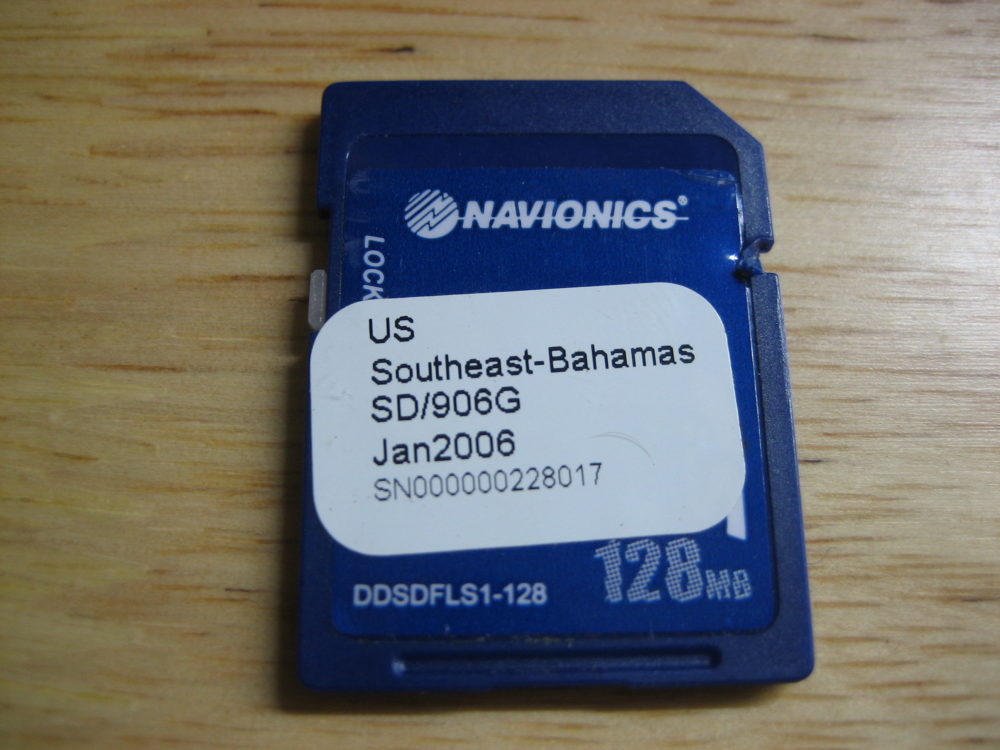 NAVIONICS®
LOCK
US
Southeast-Bahamas
SD/906G
Jan2006
SN000000228017
128MB
DDSDFLS1-128